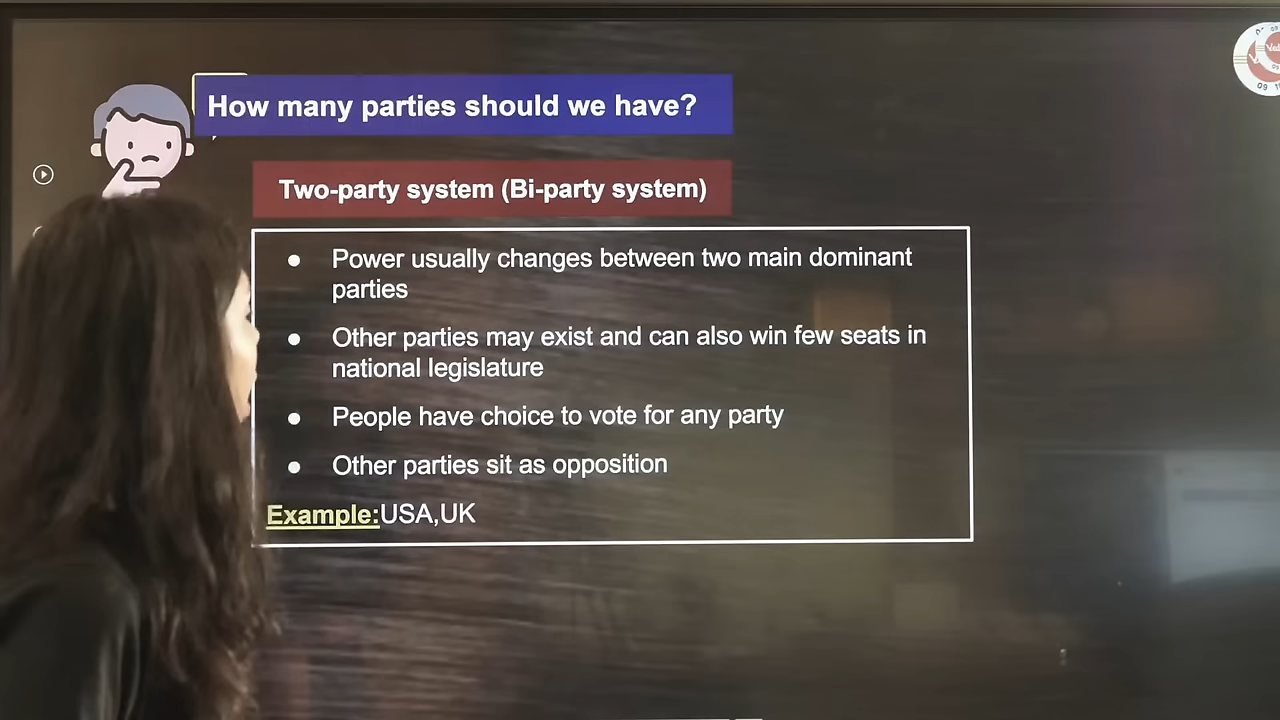 How many parties should we have?
Two-party system (Bi-party system)
● Power usually changes between two main dominant
parties
● Other parties may exist and can also win few seats in
national legislature
● People have choice to vote for any party
● Other parties sit as opposition
Example:USA,UK